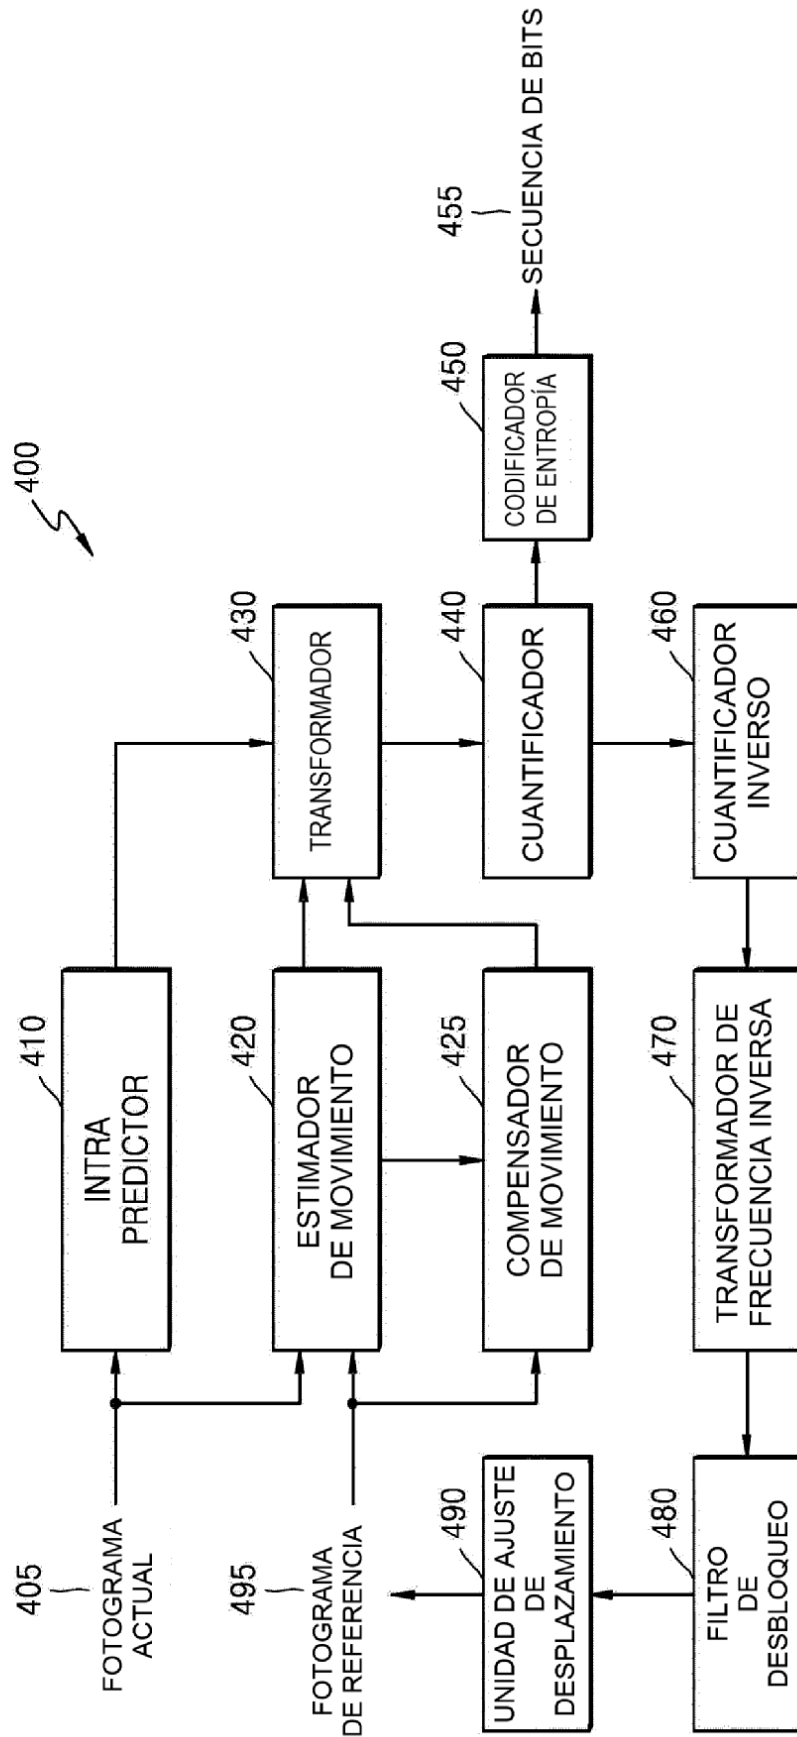 400
405
FOTOGRAMA
ACTUAL
410
INTRA
PREDICTOR
495
FOTOGRAMA
DE REFERENCIA
420
ESTIMADOR
DE MOVIMIENTO
430
TRANSFORMADOR
490
UNIDAD DE AJUSTE
DE
DESPLAZAMIENTO
425
COMPENSADOR
DE MOVIMIENTO
440
CUANTIFICADOR
450
CODIFICADOR
DE ENTROPÍA
455
SECUENCIA DE BITS
480
FILTRO
DE
DESBLOQUEO
470
TRANSFORMADOR DE
FRECUENCIA INVERSA
460
CUANTIFICADOR
INVERSO